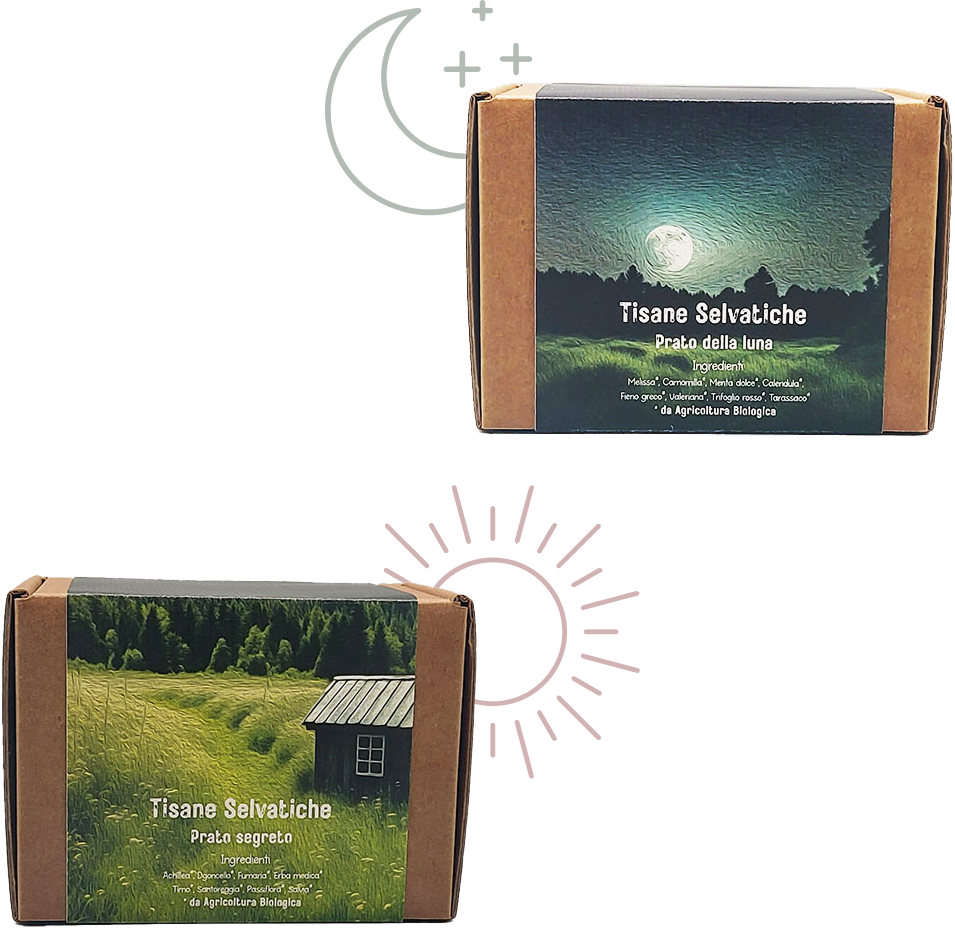 Tisane Selvatiche
Prato della luna
Ingredienti
Melissa*, Camomilla*, Menta dolce*, Calendula*,
Fieno greco*, Valeriana*, Trifoglio rosso*, Tarassaco*
* da Agricoltura Biologica
Tisane Selvatiche
Prato segreto
Ingredienti
Achillea*, Dgoncello*, Fumaria*, Erba medica*
Timo*, Santoreggia*, Passiflora*, Salvia*
* da Agricoltura Biologica